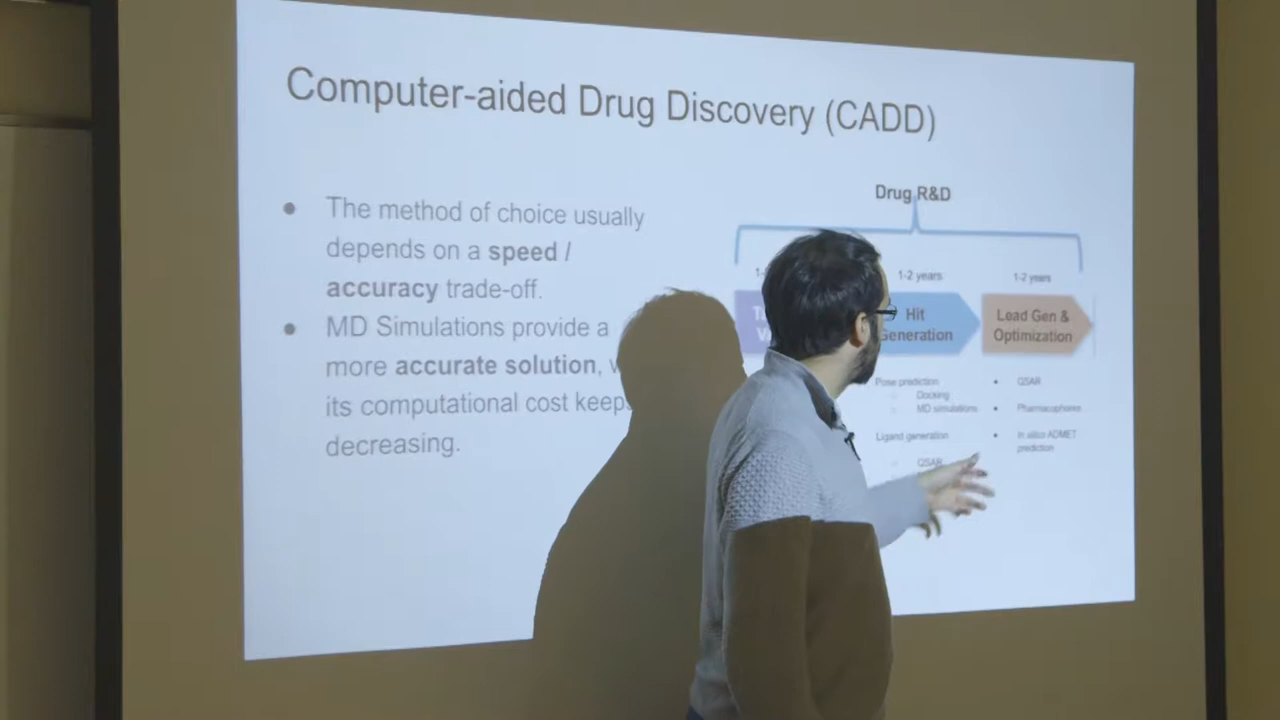 Computer-aided Drug Discovery (CADD)
● The method of choice usually
depends on a speed /
accuracy trade-off.
● MD Simulations provide a
more accurate solution,
its computational cost keeps
decreasing.
Drug R&D
1-2 years
1-2 years
Hit
Generation
Lead Gen &
Optimization
Pose prediction
Docking
MD simulations
Ligand generation
QSAR
• QSAR
• Pharmacophores
• In silico ADMET
prediction